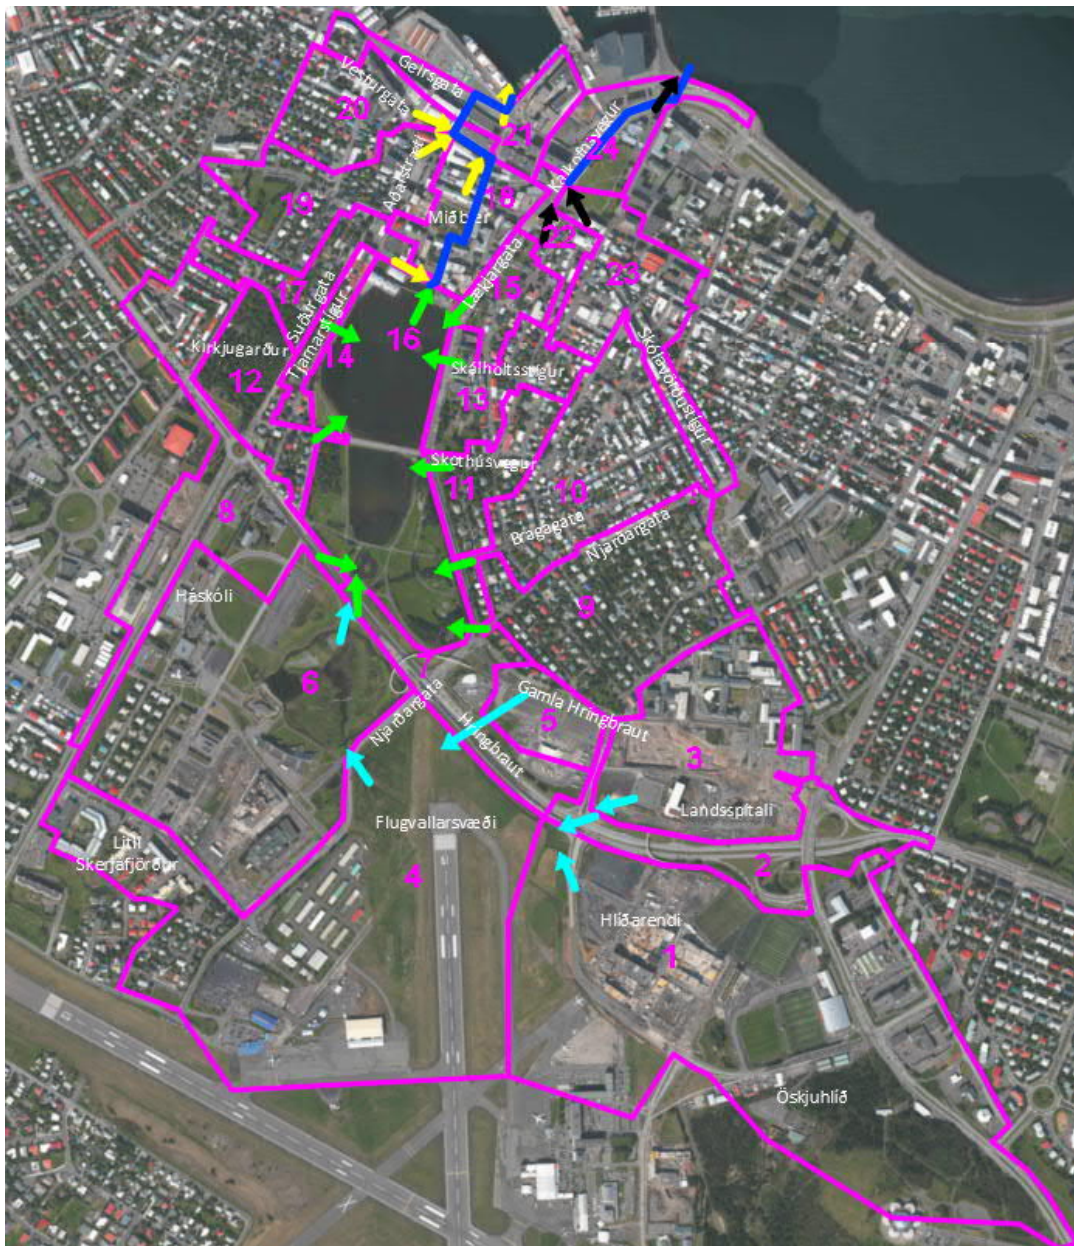 Geirsgata
Vesturgata
20
21
Kalkofnsvegur
24
Aðalstræti
19
18
Miðbær
22
23
Lækjargata
15
17
Suðurgata
Tjarnarstígur
16
Kirkjugarður
14
12
Skálholtsstígur
13
Skólavörðustígur
Skothúsvegur
11
10
8
Bragagata
Njarðargata
Háskóli
9
6
7
Njarðargata
Gamla Hringbraut
5
Hringbraut
3
Landsspítali
Flugvallarsvæði
Litli
Skerjafjörður
4
2
Hlíðarendi
1
Öskjuhlíð